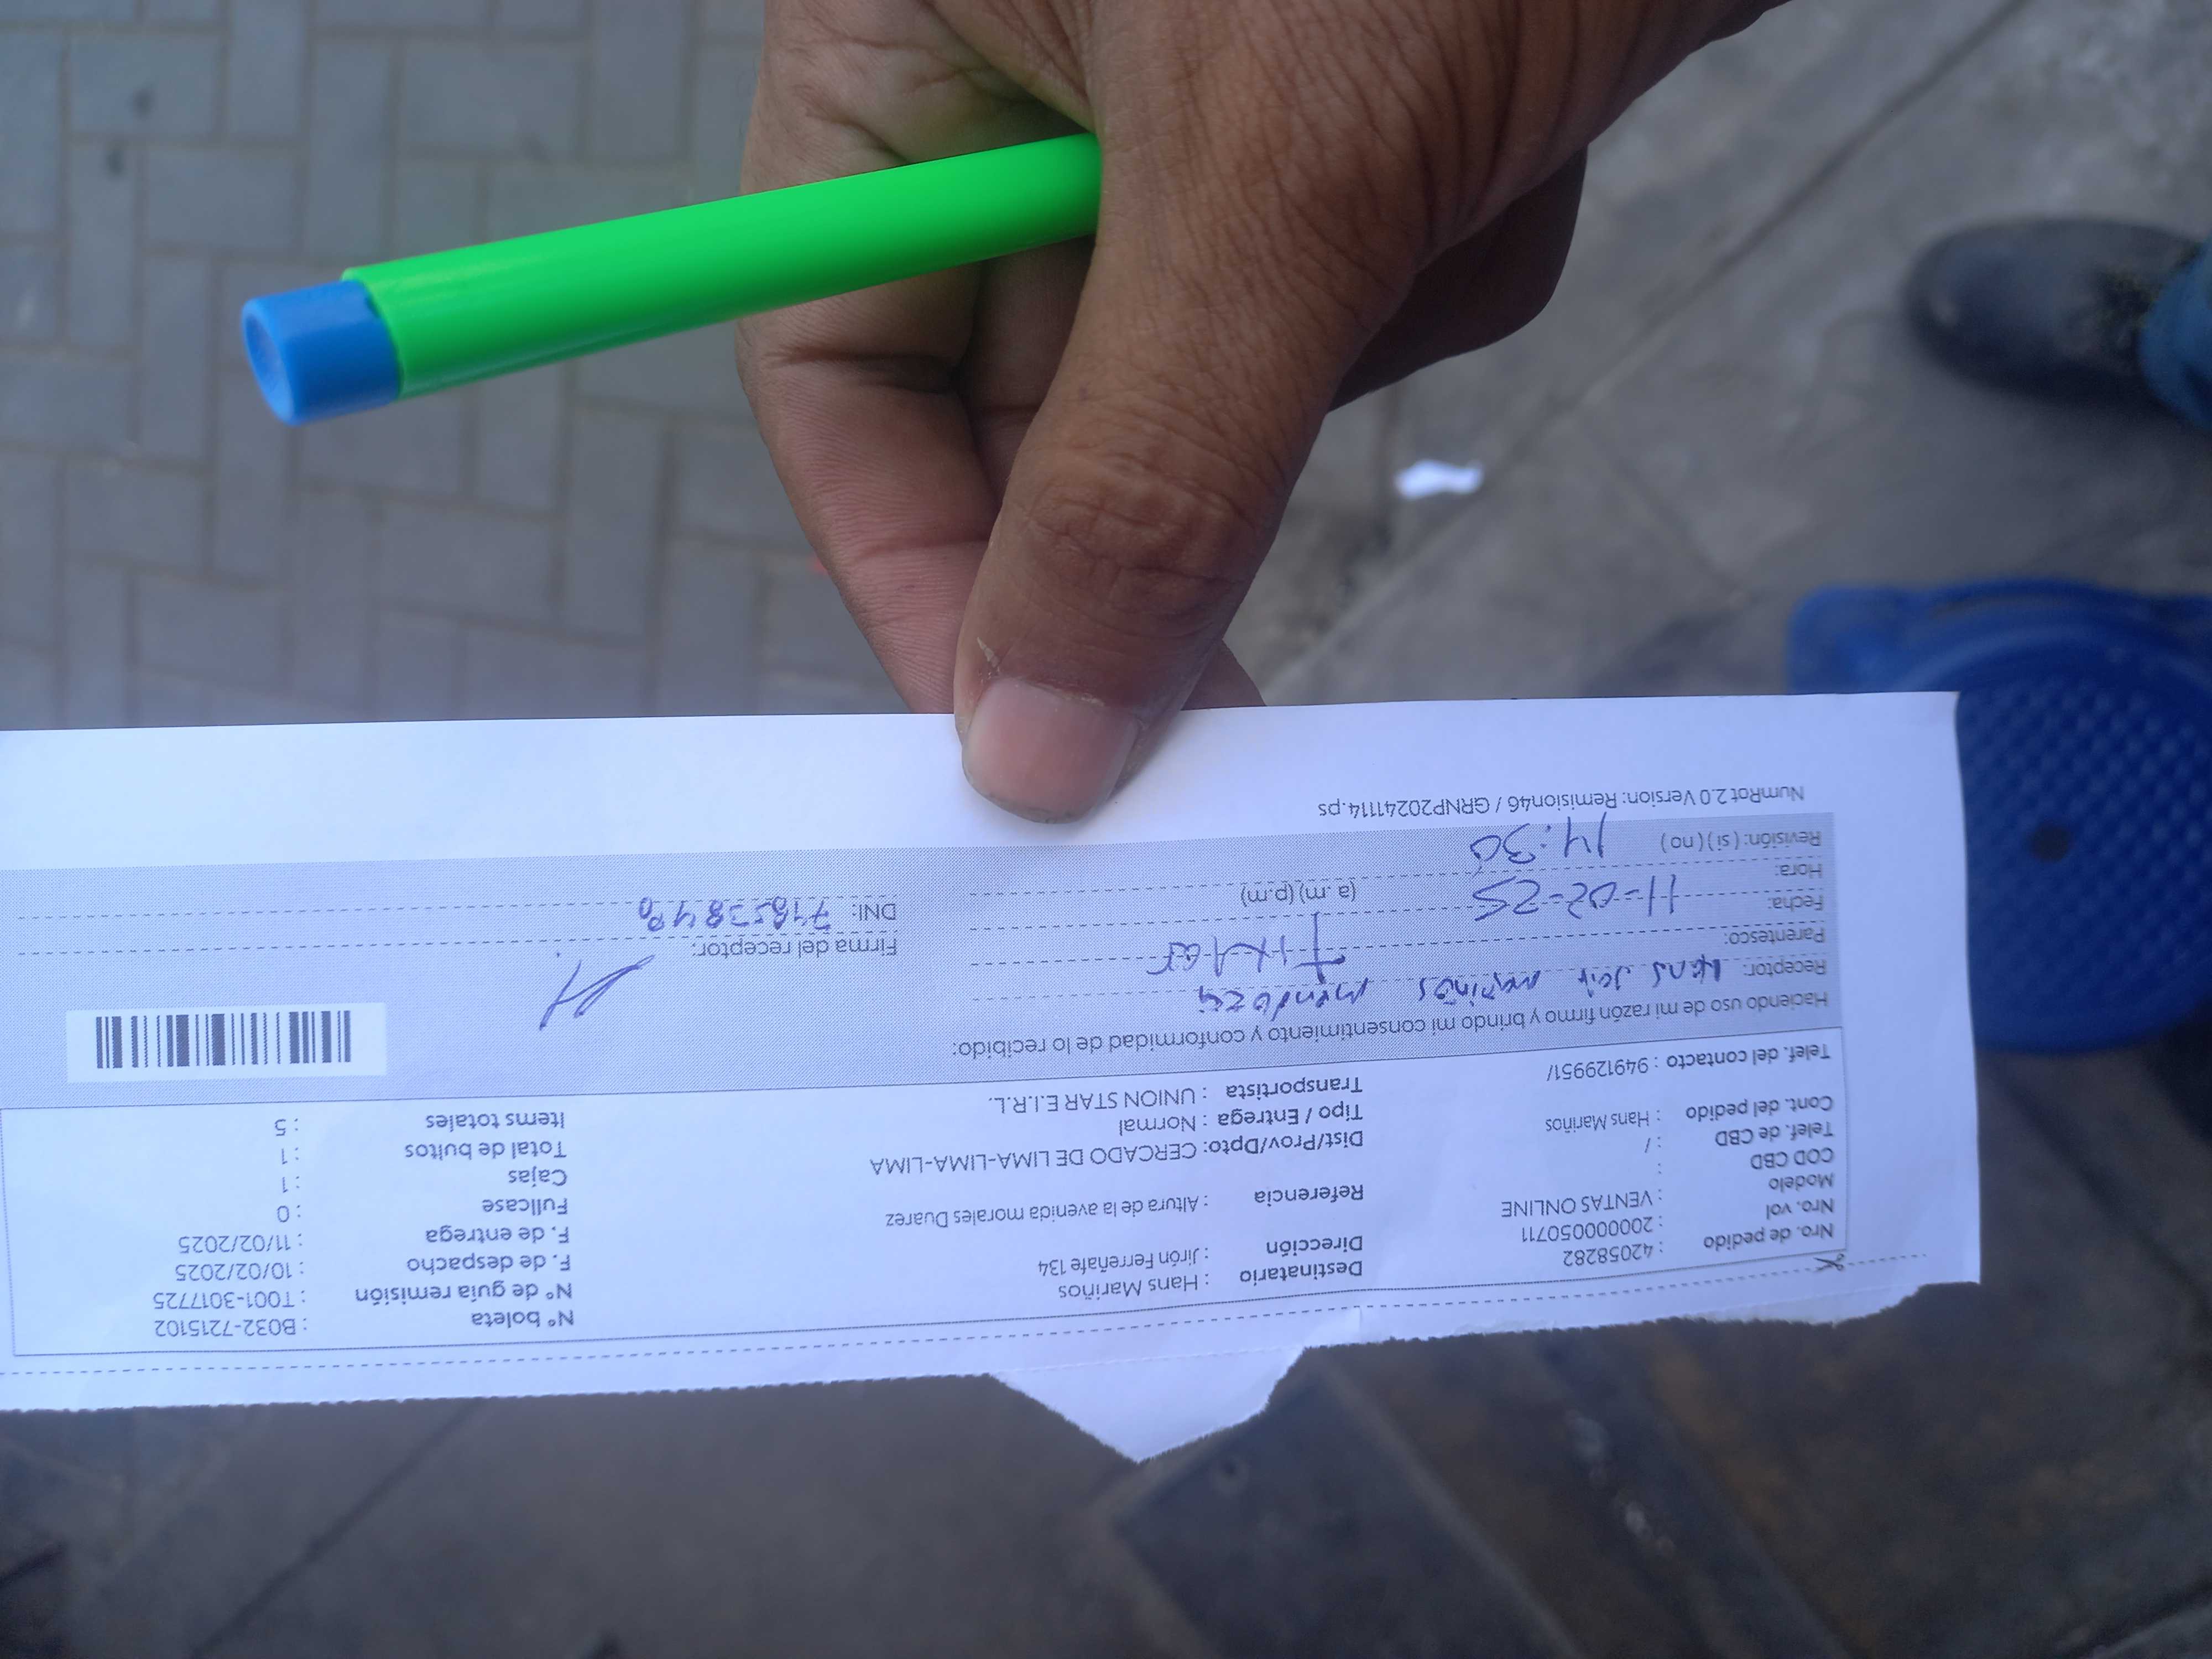 Nro. de pedido : 42058282
Nro. vol : 20000050711
Modelo : VENTAS ONLINE
COD CBD :
Telef. de CBD : /
Cont. del pedido : Hans Mariños
Telef. del contacto : 949129951/
Destinatario : Hans Mariños
Dirección : Jirón Ferreñafe 134
Referencia : Altura de la avenida morales Duarez
Dist/Prov/Dpto: CERCADO DE LIMA-LIMA-LIMA
Tipo / Entrega : Normal
Transportista : UNION STAR E.I.R.L.
N° boleta : B032-7215102
N° de guía remisión : T001-3017725
F. de despacho : 10/02/2025
F. de entrega : 11/02/2025
Fullcase : 0
Cajas : 1
Total de bultos : 1
Items totales : 5
Haciendo uso de mi razón firmo y brindo mi consentimiento y conformidad de lo recibido:
Receptor: Hans Jair mariños mendoza
Parentesco:
Fecha: 11-02-25
Hora: 14:30 (a.m) (p.m)
Revisión: (si) (no)
Firma del receptor:
DNI:
NumRot 2.0 Version: Remision46 / GRNP20241114.ps